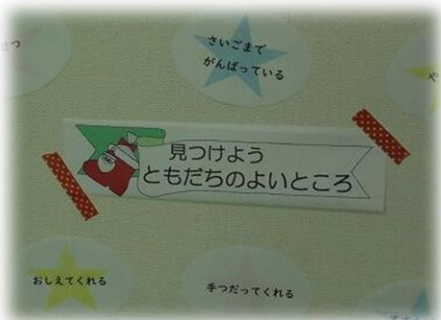 さいごまで
がんばっている
見つけよう
ともだちのよいところ
おしえてくれる
手つだってくれる